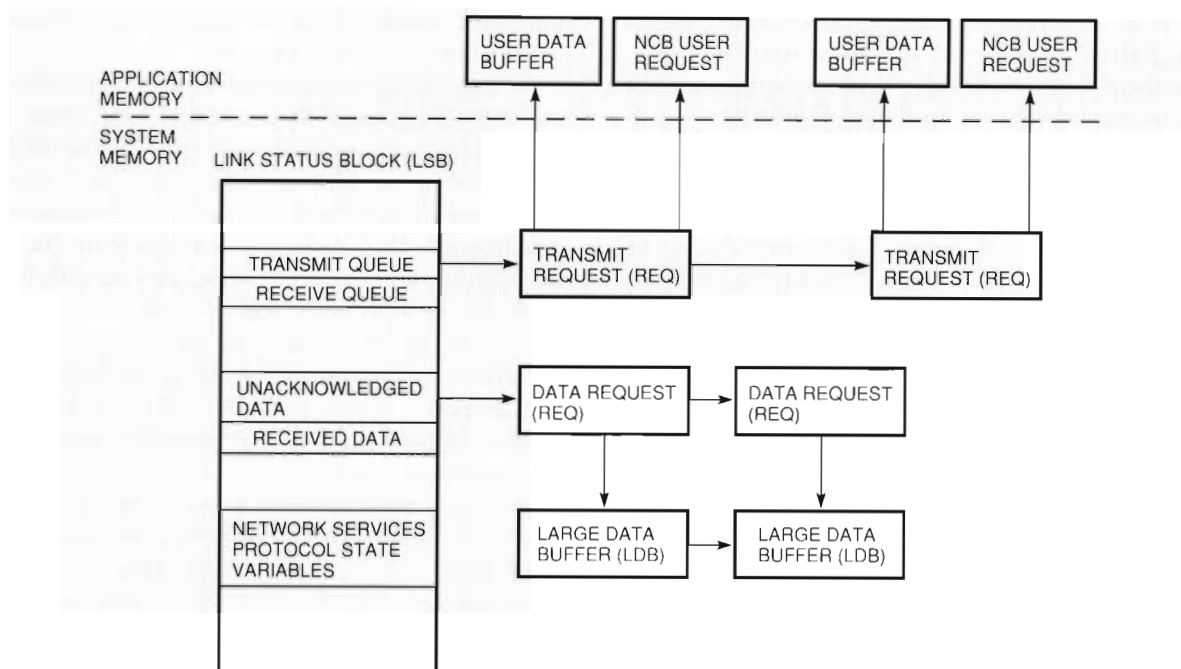 USER DATA
BUFFER
NCB USER
REQUEST
USER DATA
BUFFER
NCB USER
REQUEST
APPLICATION
MEMORY
SYSTEM
MEMORY
LINK STATUS BLOCK (LSB)
TRANSMIT QUEUE
RECEIVE QUEUE
TRANSMIT
REQUEST (REQ)
TRANSMIT
REQUEST (REQ)
UNACKNOWLEDGED
DATA
RECEIVED DATA
DATA REQUEST
(REQ)
DATA REQUEST
(REQ)
NETWORK SERVICES
PROTOCOL STATE
VARIABLES
LARGE DATA
BUFFER (LDB)
LARGE DATA
BUFFER (LDB)